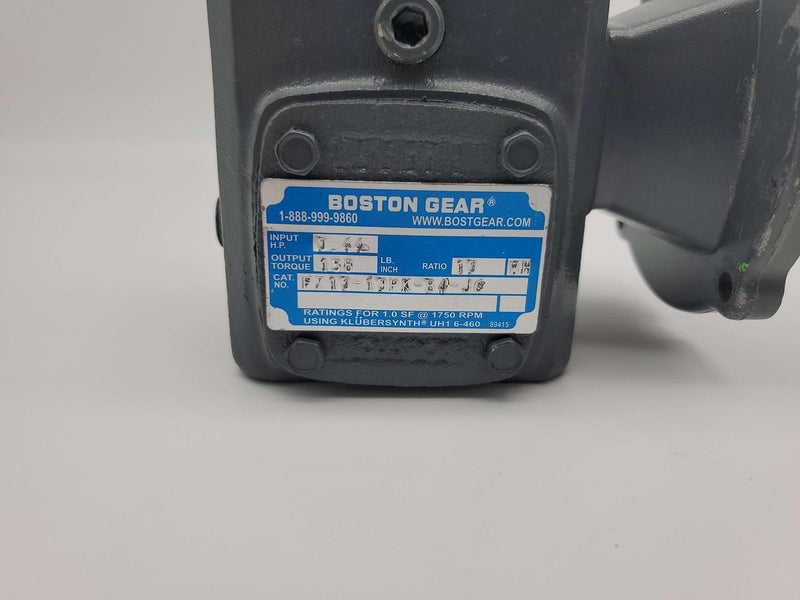 BOSTON GEAR®
1-888-999-9860 WWW.BOSTGEAR.COM
INPUT H.P.
OUTPUT TORQUE 138 LB. INCH RATIO
CAT. NO.
RATINGS FOR 1.0 SF @ 1750 RPM
USING KLÜBERSYNTH® UH1 6-460 89415